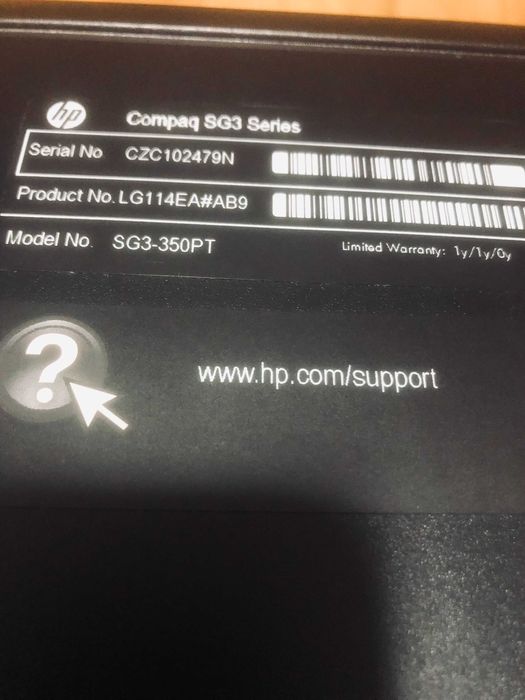 hp
Compaq SG3 Series
Serial No CZC102479N
Product No. LG114EA#AB9
Model No. SG3-350PT Limited Warranty: 1y/1y/0y
?
www.hp.com/support